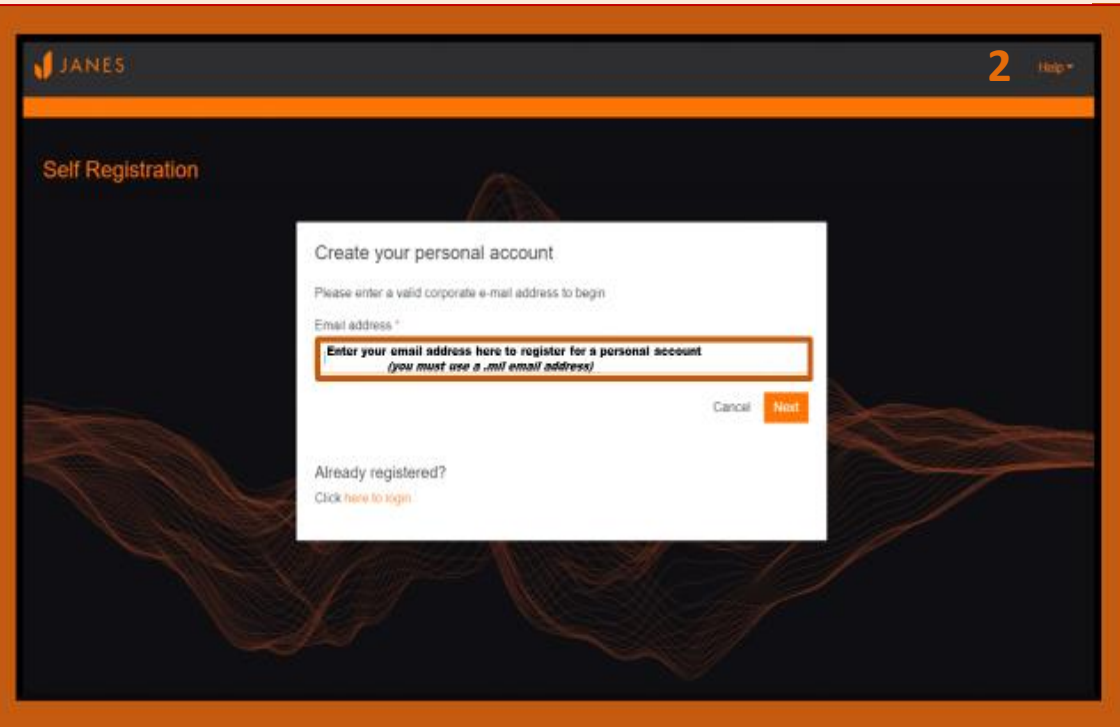 JANES
2
Help
Self Registration
Create your personal account
Please enter a valid corporate e-mail address to begin
Email address *
Enter your email address here to register for a personal account
(you must use a .mil email address)
Cancel
Next
Already registered?
Click here to login